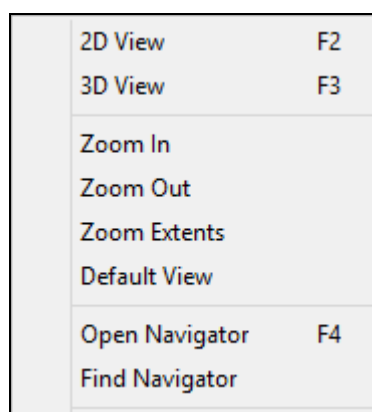 2D View F2
3D View F3
Zoom In
Zoom Out
Zoom Extents
Default View
Open Navigator F4
Find Navigator